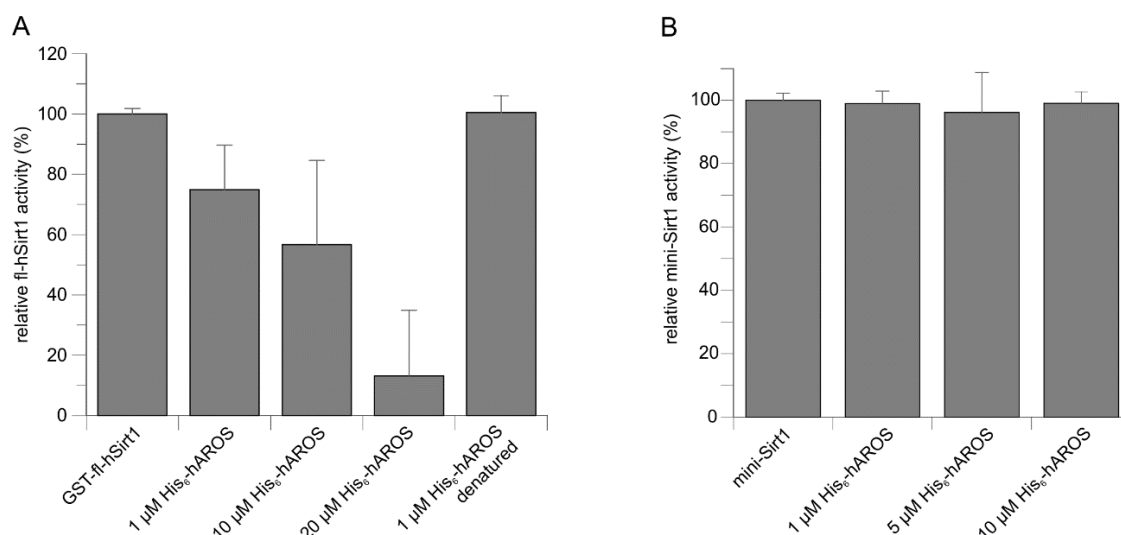 A
relative fl-hSirt1 activity (%)
120
100
80
60
40
20
0
GST-fl-hSirt1
1 µM His₆-hAROS
10 µM His₆-hAROS
20 µM His₆-hAROS
1 µM His₆-hAROS
denatured
B
relative mini-Sirt1 activity (%)
100
80
60
40
20
0
mini-Sirt1
1 µM His₆-hAROS
5 µM His₆-hAROS
10 µM His₆-hAROS